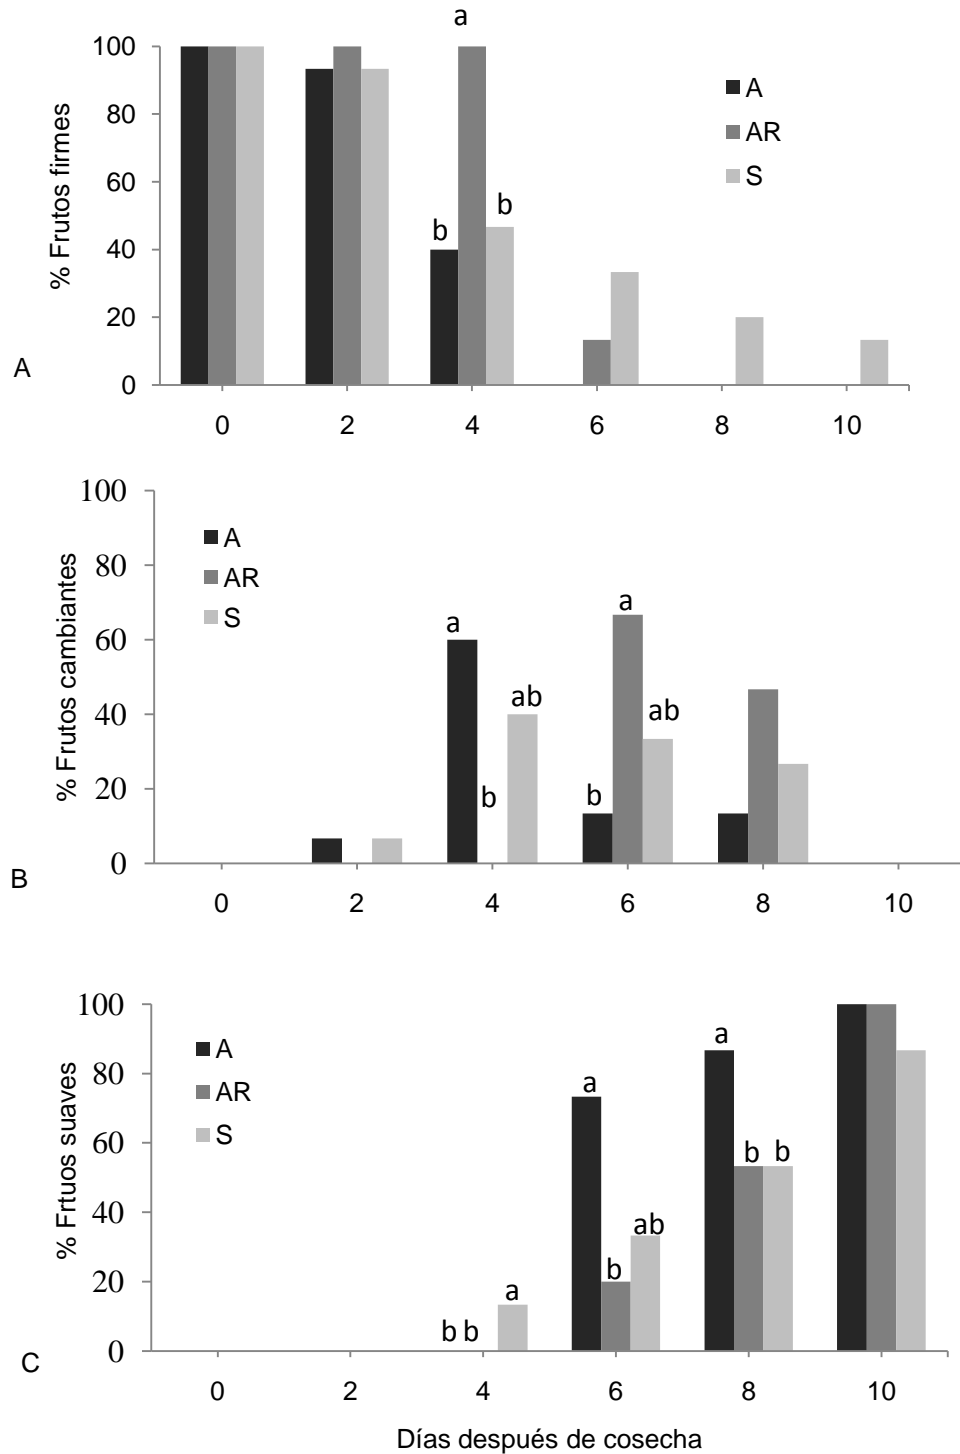 a
100
80
60
40
20
0
% Frutos firmes
A
AR
S
b
b
A
0 2 4 6 8 10
100
80
60
40
20
0
% Frutos cambiantes
A
AR
S
a
b
ab
b
a
ab
B
0 2 4 6 8 10
100
80
60
40
20
0
% Frtuos suaves
A
AR
S
b b
a
a
b
ab
a
b b
C
0 2 4 6 8 10
Días después de cosecha